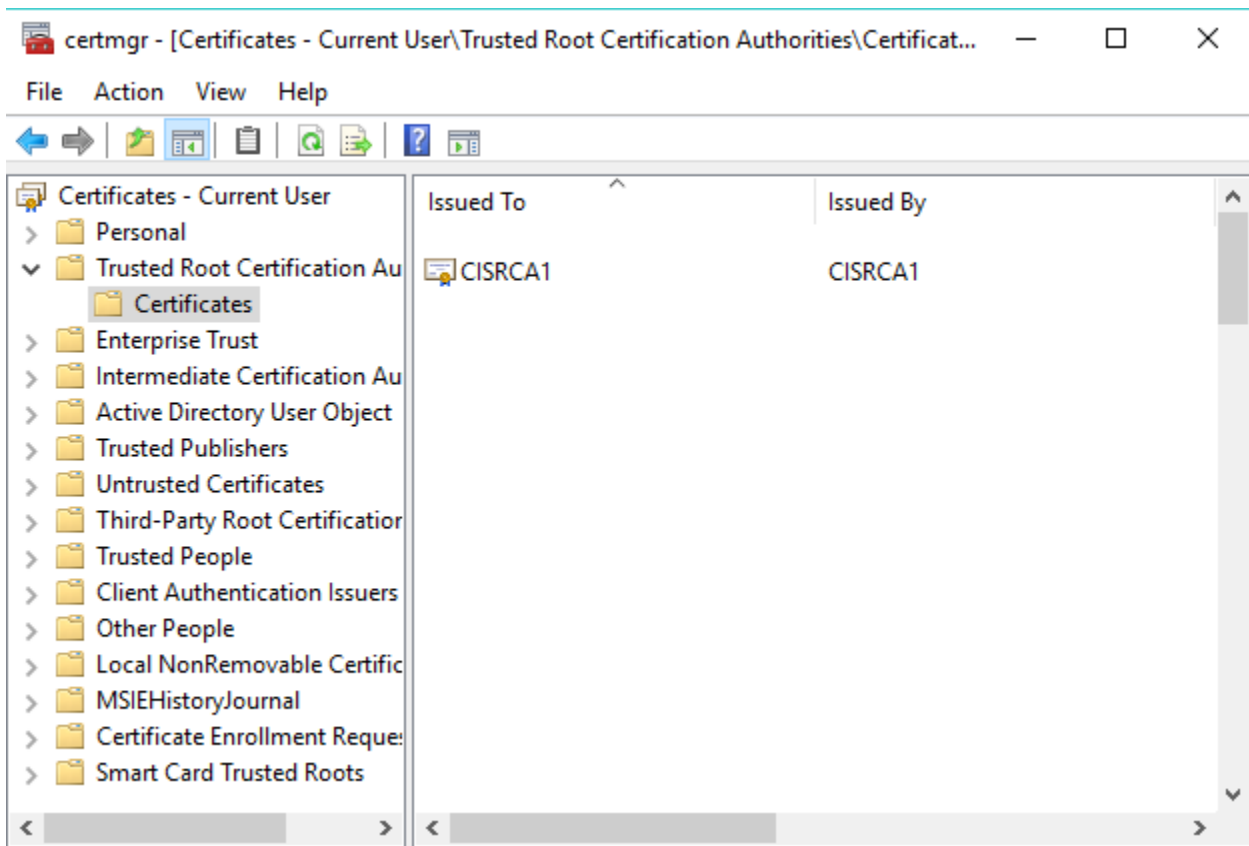 certmgr - [Certificates - Current User\Trusted Root Certification Authorities\Certificat...
File Action View Help
Certificates - Current User
Personal
Trusted Root Certification Au
Certificates
Enterprise Trust
Intermediate Certification Au
Active Directory User Object
Trusted Publishers
Untrusted Certificates
Third-Party Root Certification
Trusted People
Client Authentication Issuers
Other People
Local NonRemovable Certific
MSIEHistoryJournal
Certificate Enrollment Reques
Smart Card Trusted Roots
Issued To Issued By
CISRCA1 CISRCA1